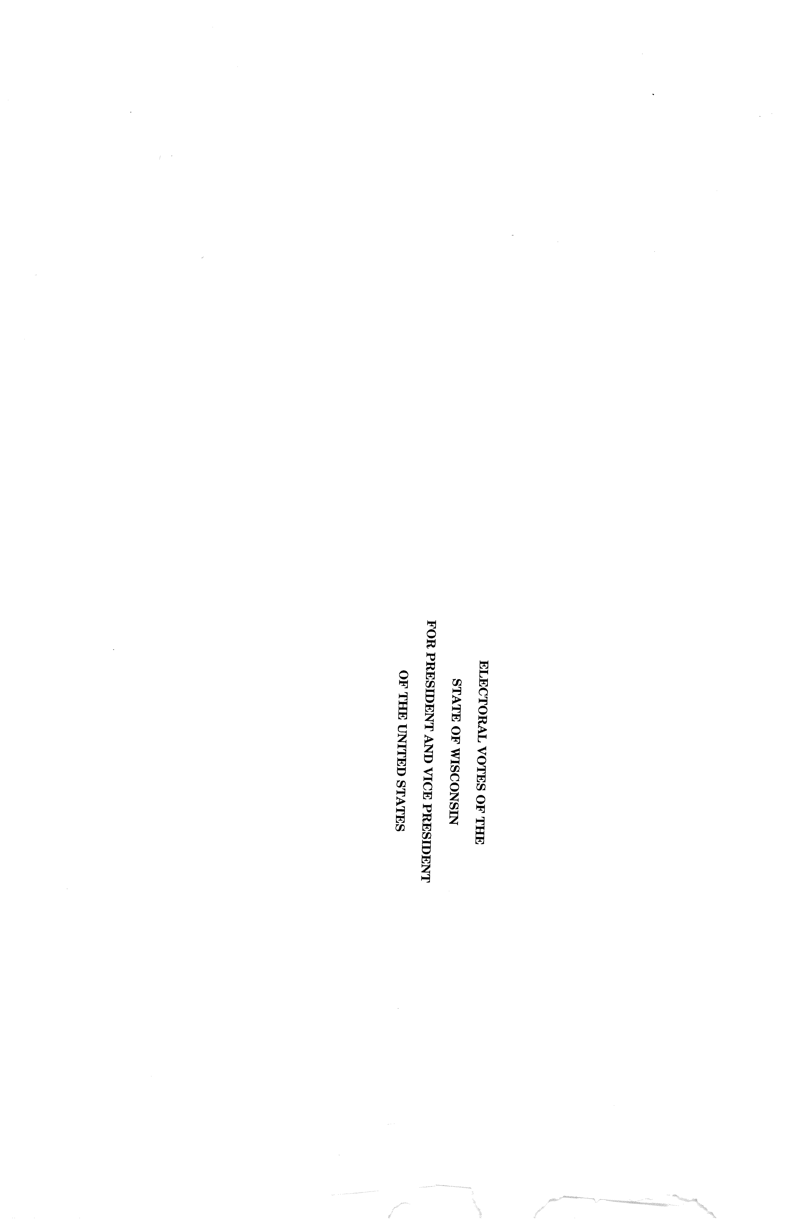 ELECTORAL VOTES OF THE
STATE OF WISCONSIN
FOR PRESIDENT AND VICE PRESIDENT
OF THE UNITED STATES